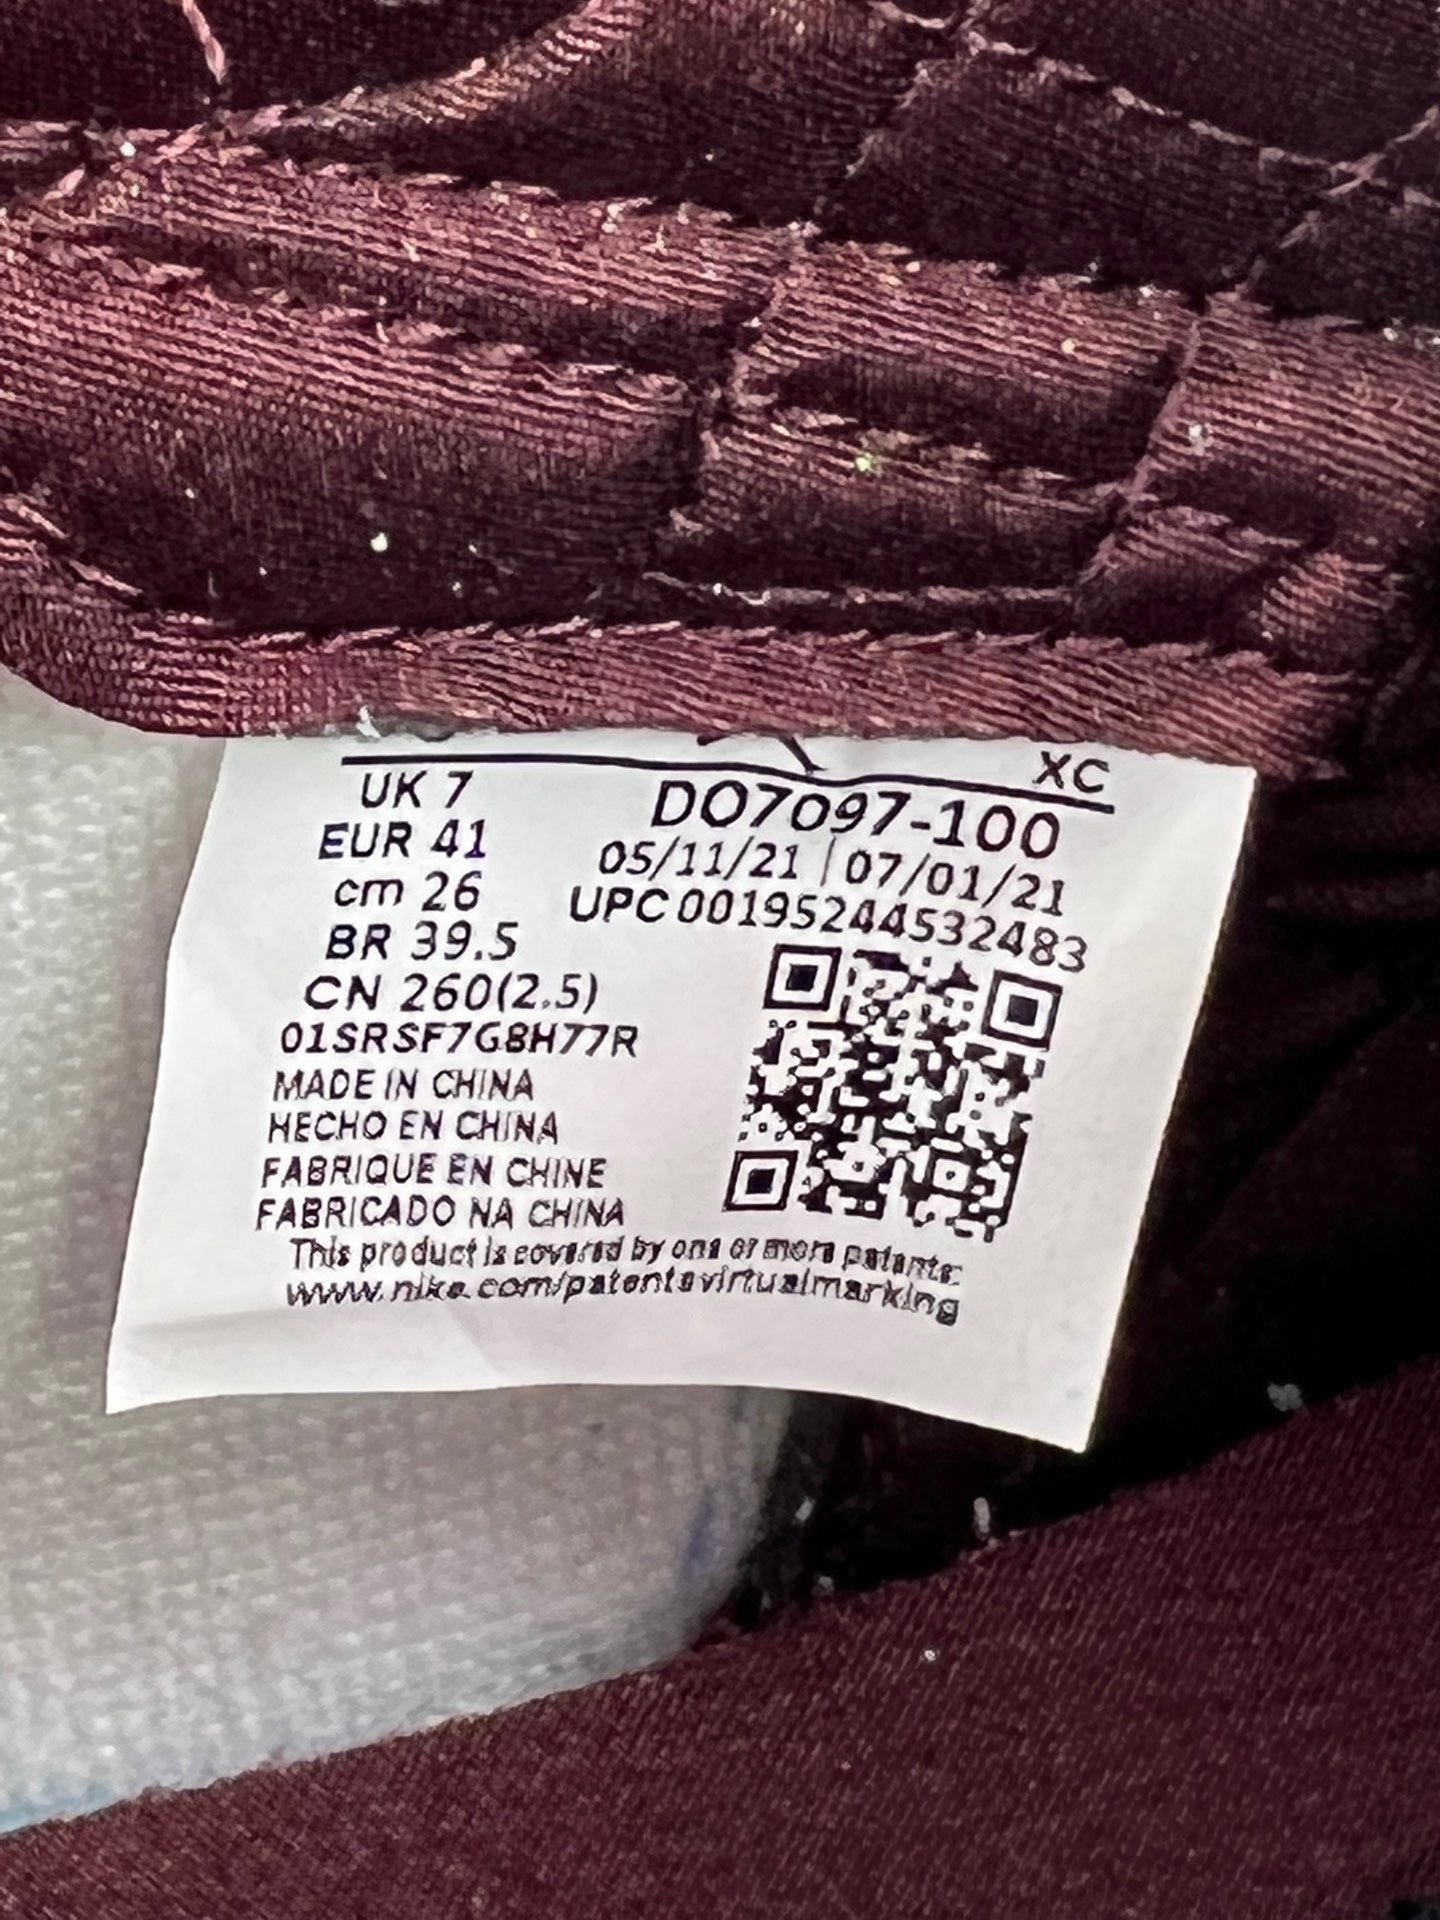 XC
UK 7
EUR 41
cm 26
BR 39.5
CN 260(2.5)
01SRSF7G8H77R
DO7097-100
05/11/21 | 07/01/21
UPC 00195244532483
MADE IN CHINA
HECHO EN CHINA
FABRIQUE EN CHINE
FABRICADO NA CHINA
This product is covered by one or more patents:
www.nike.com/patentsvirtualmarking